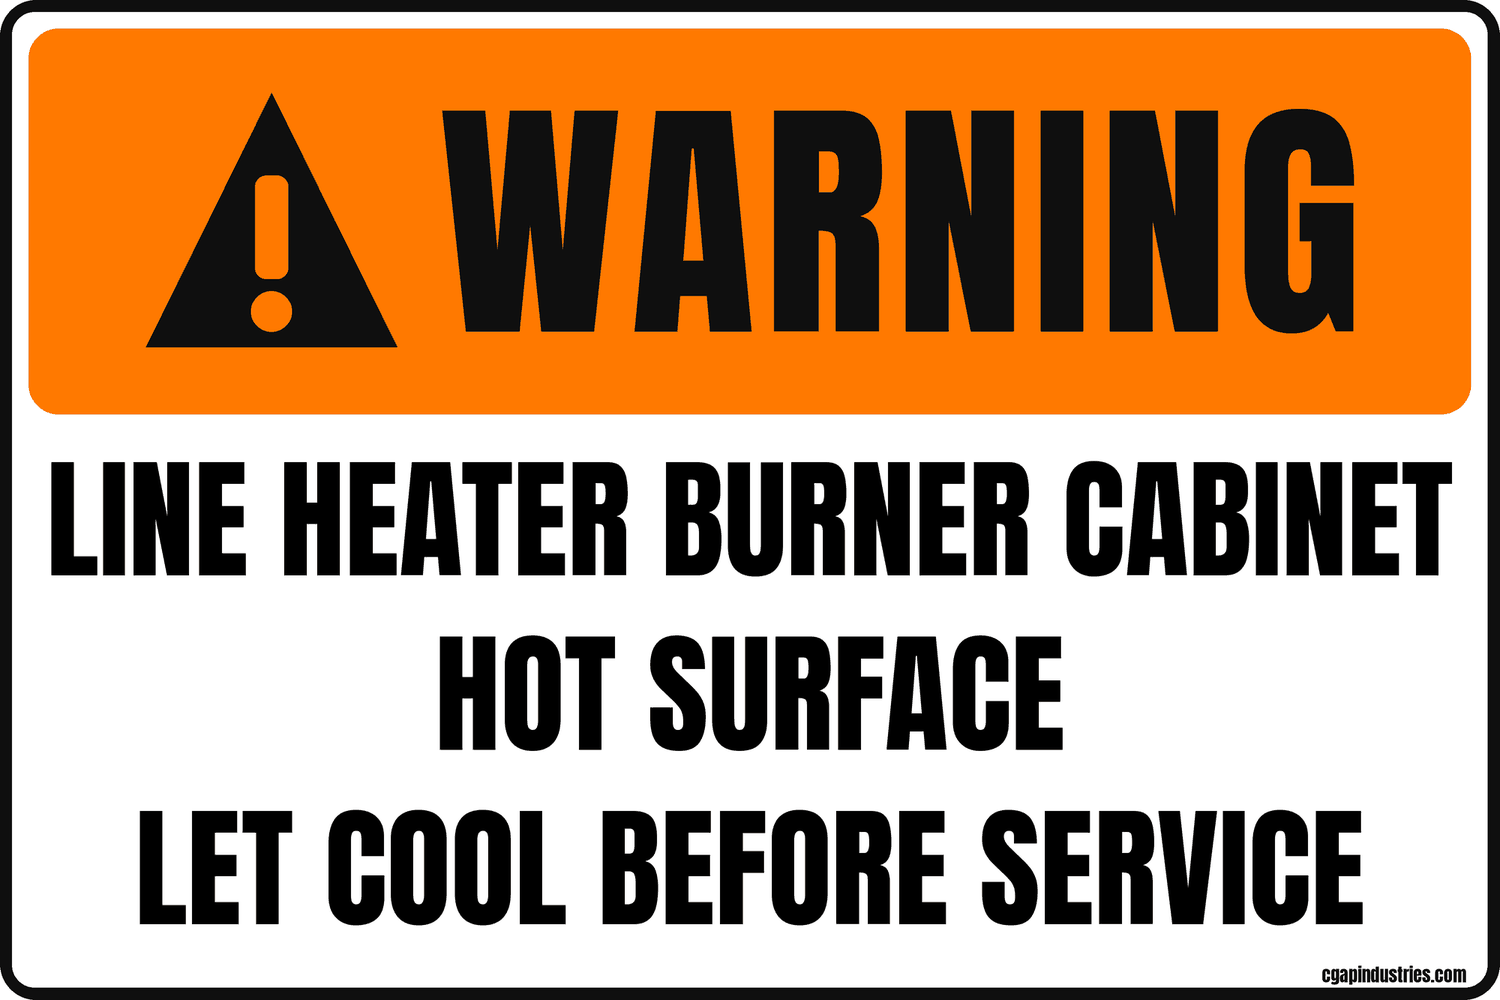 WARNING
LINE HEATER BURNER CABINET
HOT SURFACE
LET COOL BEFORE SERVICE
cgapindustries.com